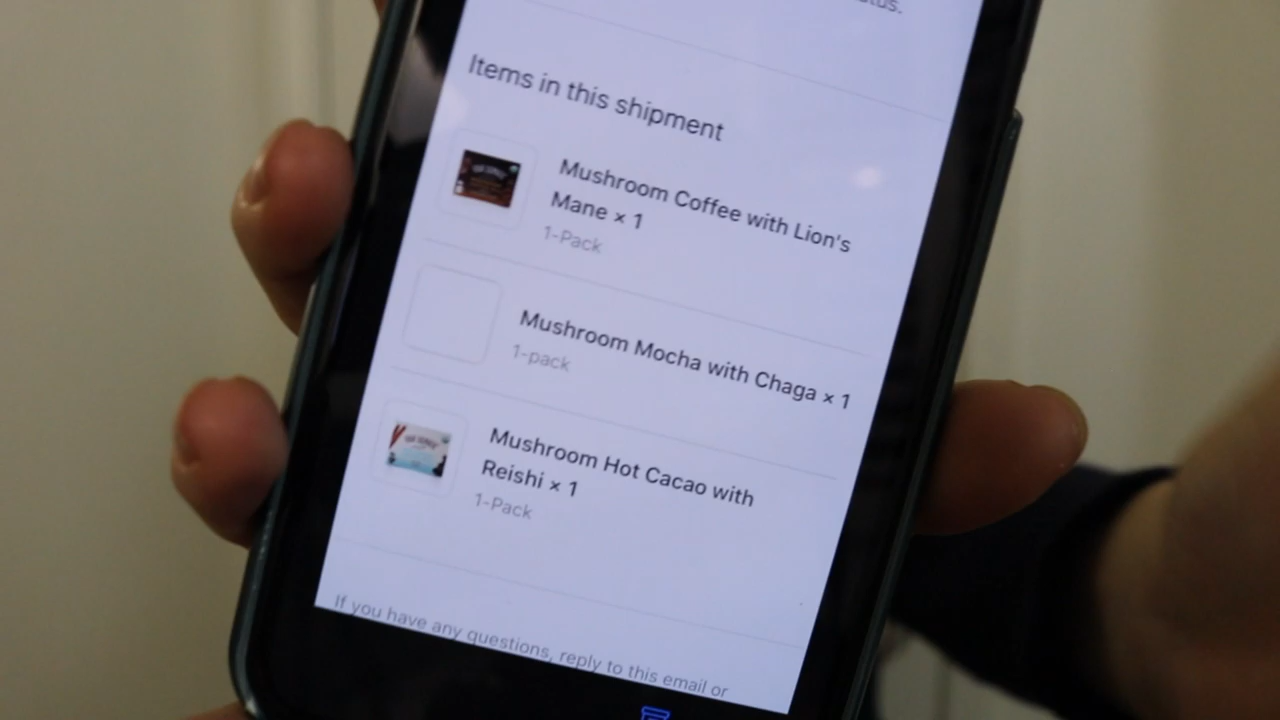 Items in this shipment
Mushroom Coffee with Lion's
Mane × 1
1-Pack
Mushroom Mocha with Chaga × 1
1-pack
Mushroom Hot Cacao with
Reishi × 1
1-Pack
If you have any questions, reply to this email or